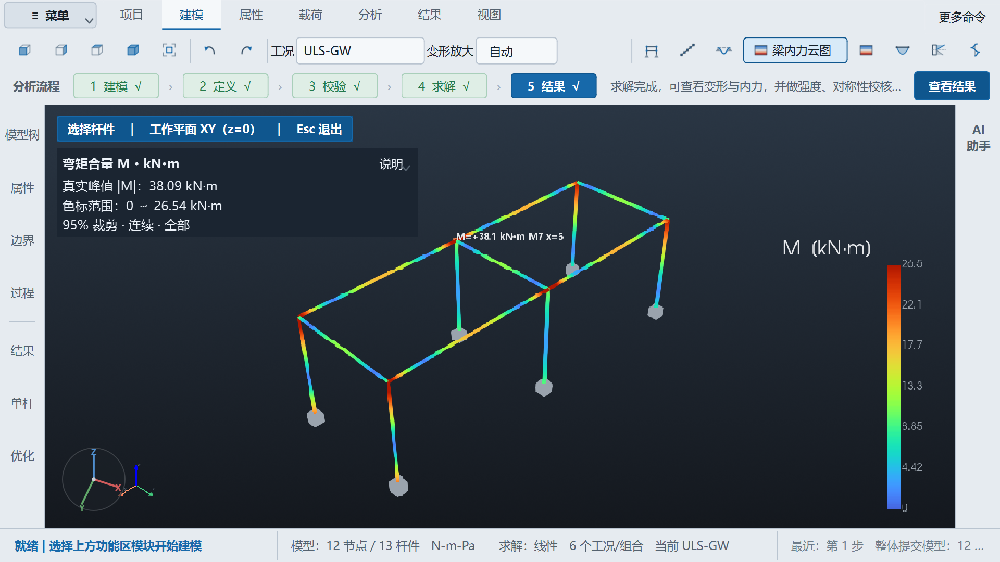 ≡ 菜单
项目
建模
属性
载荷
分析
结果
视图
更多命令
工况
ULS-GW
变形放大
自动
梁内力云图
分析流程
1 建模 √
›
2 定义 √
›
3 校验 √
›
4 求解 √
›
5 结果 √
求解完成，可查看变形与内力，并做强度、对称性校核...
查看结果
模型树
属性
边界
过程
结果
单杆
优化
选择杆件 | 工作平面 XY（z=0） | Esc 退出
弯矩合量 M • kN•m
说明
真实峰值 |M|：38.09 kN·m
色标范围：0 ~ 26.54 kN·m
95% 裁剪 · 连续 · 全部
M=+38.1 kN•m M7 x=6
M (kN·m)
26.5
22.1
17.7
13.3
8.85
4.42
0
Z
X
Y
AI
助手
就绪 | 选择上方功能区模块开始建模
模型：12 节点 / 13 杆件 N-m-Pa
求解：线性 6 个工况/组合 当前 ULS-GW
最近：第 1 步 整体提交模型：12 ...